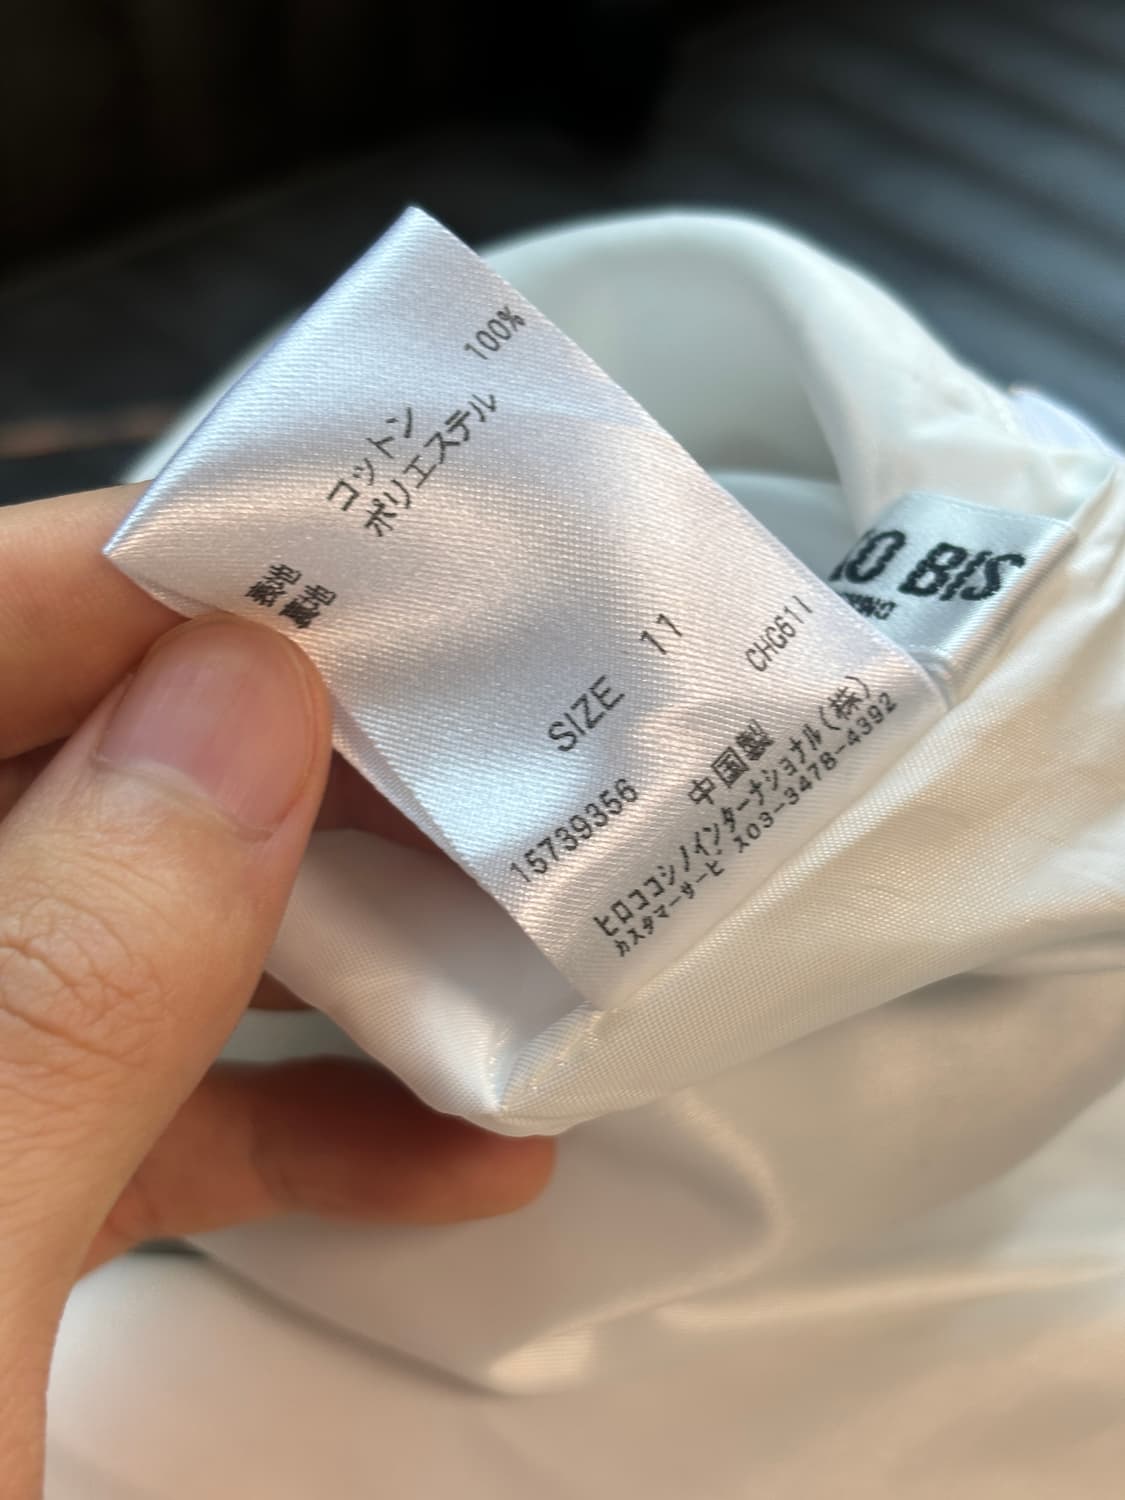 表地 コットン 100%
裏地 ポリエステル
SIZE 11
15739356 CHG611
中国製
ヒロココシノインターナショナル(株)
カスタマーサービス03-3478-4392
BIS